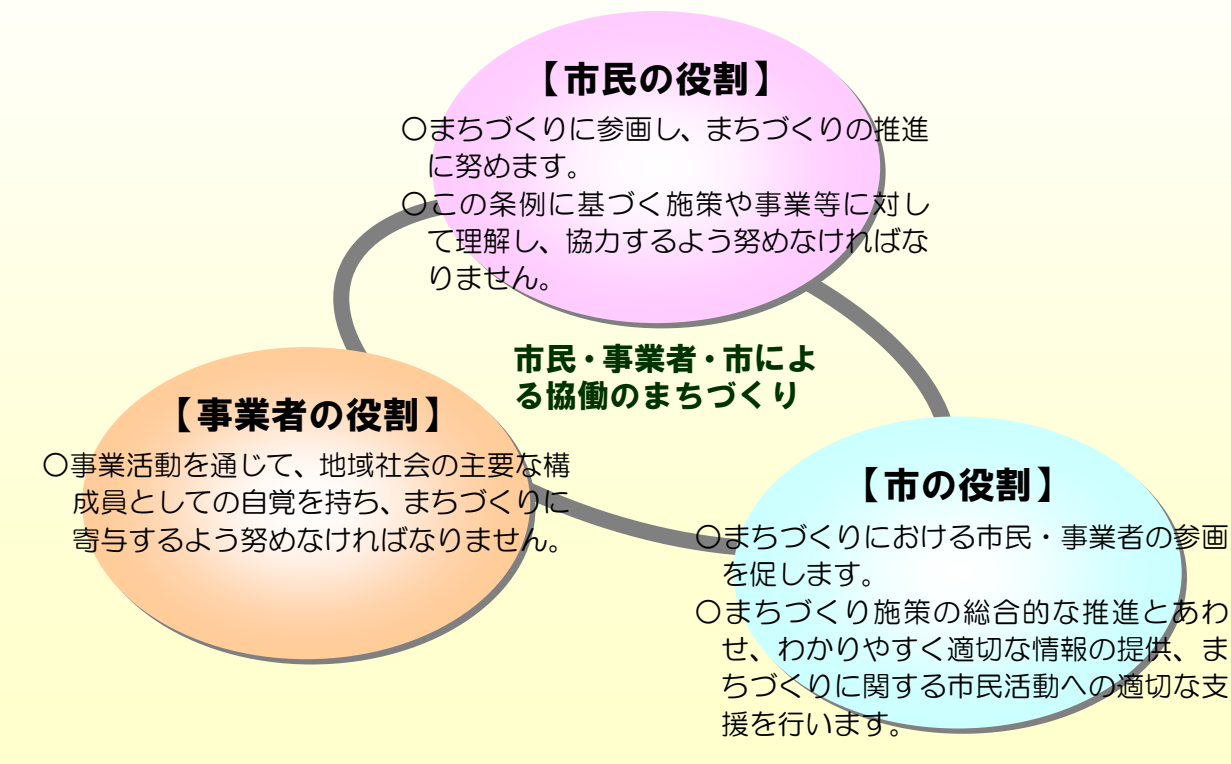 【市民の役割】
〇まちづくりに参画し、まちづくりの推進
に努めます。
〇この条例に基づく施策や事業等に対し
て理解し、協力するよう努めなければな
りません。
市民・事業者・市によ
る協働のまちづくり
【事業者の役割】
〇事業活動を通じて、地域社会の主要な構
成員としての自覚を持ち、まちづくりに
寄与するよう努めなければなりません。
【市の役割】
〇まちづくりにおける市民・事業者の参画
を促します。
〇まちづくり施策の総合的な推進とあわ
せ、わかりやすく適切な情報の提供、ま
ちづくりに関する市民活動への適切な支
援を行います。